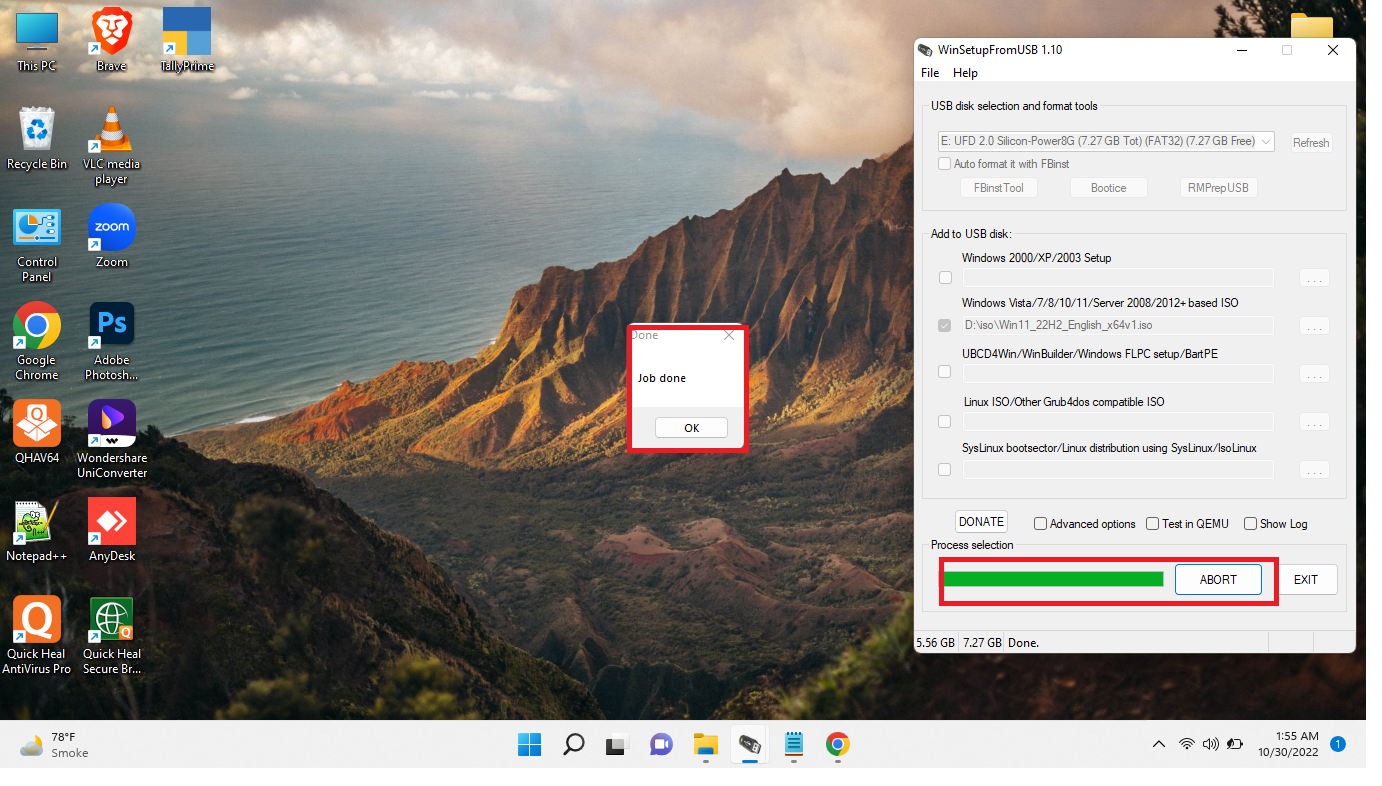 This PC
Brave
TallyPrime
Recycle Bin
VLC media
player
Control
Panel
zoom
Zoom
Google
Chrome
Ps
Adobe
Photosh...
QHAV64
Wondershare
UniConverter
Notepad++
AnyDesk
Quick Heal
AntiVirus Pro
Quick Heal
Secure Br...
Done
Job done
OK
WinSetupFromUSB 1.10
File Help
USB disk selection and format tools
E: UFD 2.0 Silicon-Power8G (7.27 GB Tot) (FAT32) (7.27 GB Free)
Refresh
Auto format it with FBinst
FBinstTool
Bootice
RMPrepUSB
Add to USB disk:
Windows 2000/XP/2003 Setup
...
Windows Vista/7/8/10/11/Server 2008/2012+ based ISO
D:\iso\Win11_22H2_English_x64v1.iso
...
UBCD4Win/WinBuilder/Windows FLPC setup/BartPE
...
Linux ISO/Other Grub4dos compatible ISO
...
SysLinux bootsector/Linux distribution using SysLinux/IsoLinux
...
DONATE
Advanced options
Test in QEMU
Show Log
Process selection
ABORT
EXIT
5.56 GB 7.27 GB Done.
78°F
Smoke
1:55 AM
10/30/2022
1